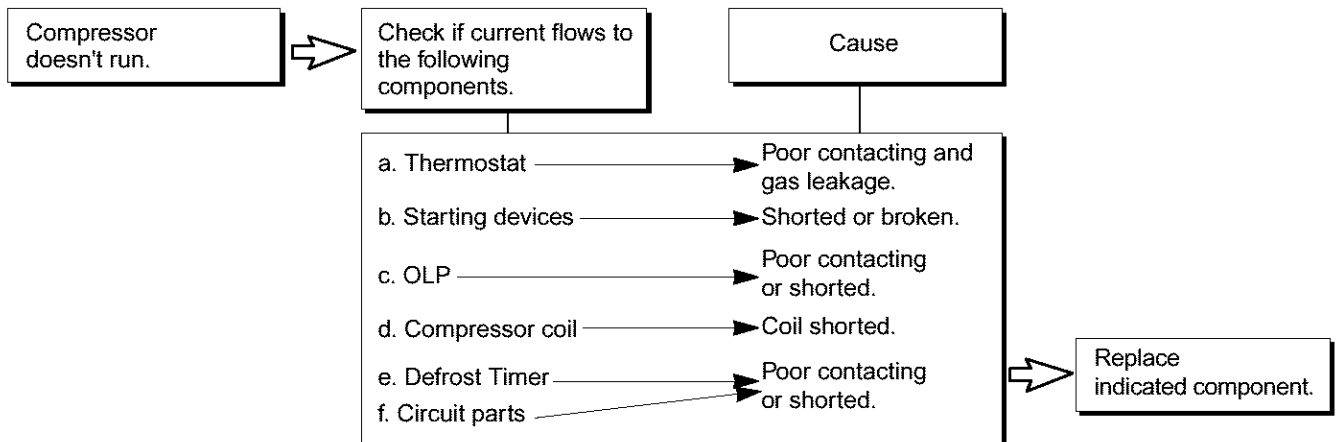 Compressor
doesn't run.
Check if current flows to
the following
components.
Cause
a. Thermostat
Poor contacting and
gas leakage.
b. Starting devices
Shorted or broken.
c. OLP
Poor contacting
or shorted.
d. Compressor coil
Coil shorted.
e. Defrost Timer
f. Circuit parts
Poor contacting
or shorted.
Replace
indicated component.